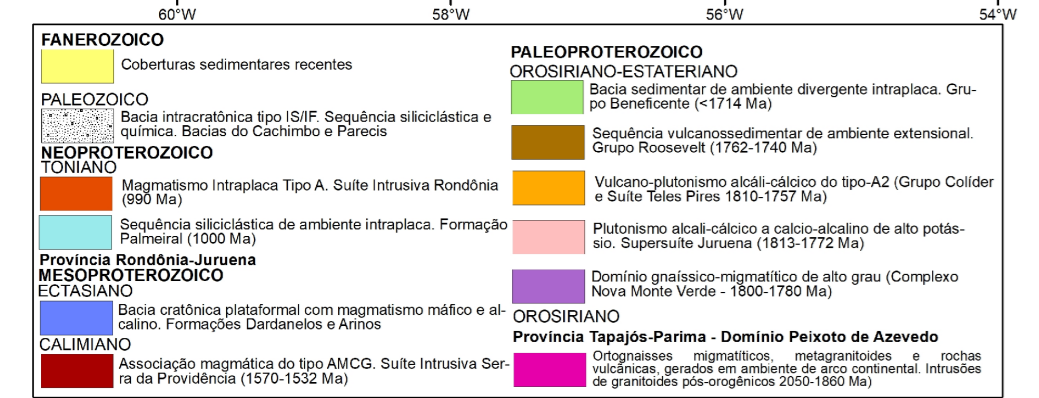 60°W 58°W 56°W 54°W
FANEROZOICO
Coberturas sedimentares recentes
PALEOZOICO
Bacia intracratônica tipo IS/IF. Sequência siliciclástica e
química. Bacias do Cachimbo e Parecis
NEOPROTEROZOICO
TONIANO
Magmatismo Intraplaca Tipo A. Suíte Intrusiva Rondônia
(990 Ma)
Sequência siliciclástica de ambiente intraplaca. Formação
Palmeiral (1000 Ma)
Província Rondônia-Juruena
MESOPROTEROZOICO
ECTASIANO
Bacia cratônica plataformal com magmatismo máfico e al-
calino. Formações Dardanelos e Arinos
CALIMIANO
Associação magmática do tipo AMCG. Suíte Intrusiva Ser-
ra da Providência (1570-1532 Ma)
PALEOPROTEROZOICO
OROSIRIANO-ESTATERIANO
Bacia sedimentar de ambiente divergente intraplaca. Gru-
po Beneficente (<1714 Ma)
Sequência vulcanossedimentar de ambiente extensional.
Grupo Roosevelt (1762-1740 Ma)
Vulcano-plutonismo alcáli-cálcico do tipo-A2 (Grupo Colíder
e Suíte Teles Pires 1810-1757 Ma)
Plutonismo alcali-cálcico a calcio-alcalino de alto potás-
sio. Supersuíte Juruena (1813-1772 Ma)
Domínio gnaíssico-migmatítico de alto grau (Complexo
Nova Monte Verde - 1800-1780 Ma)
OROSIRIANO
Província Tapajós-Parima - Domínio Peixoto de Azevedo
Ortognaisses migmatíticos, metagranitoides e rochas
vulcânicas, gerados em ambiente de arco continental. Intrusões
de granitoides pós-orogênicos 2050-1860 Ma)